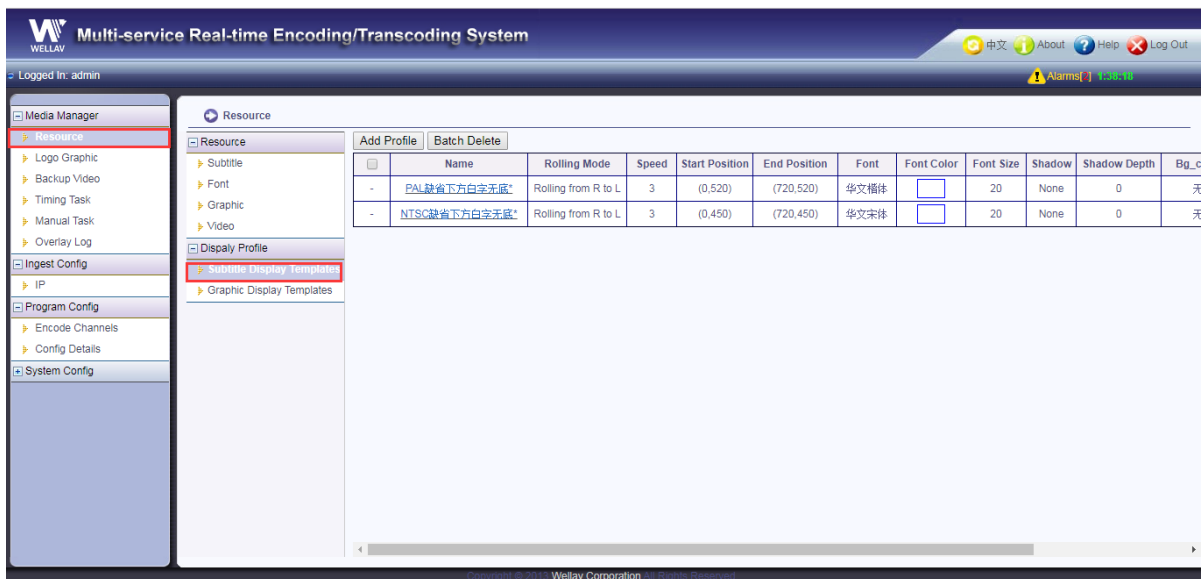 WELLAV
Multi-service Real-time Encoding/Transcoding System
中文 About Help Log Out
Logged In: admin
Alarms[ ] 1:38:18
Media Manager
Resource
Logo Graphic
Backup Video
Timing Task
Manual Task
Overlay Log
Ingest Config
IP
Program Config
Encode Channels
Config Details
System Config
Resource
Resource
Subtitle
Font
Graphic
Video
Dispaly Profile
Subtitle Display Templates
Graphic Display Templates
Add Profile Batch Delete
Name Rolling Mode Speed Start Position End Position Font Font Color Font Size Shadow Shadow Depth Bg_c
- PAL缺省下方白字无底* Rolling from R to L 3 (0,520) (720,520) 华文楷体 20 None 0 无
- NTSC缺省下方白字无底* Rolling from R to L 3 (0,450) (720,450) 华文宋体 20 None 0 无
Copyright © 2013 Wellav Corporation All Rights Reserved